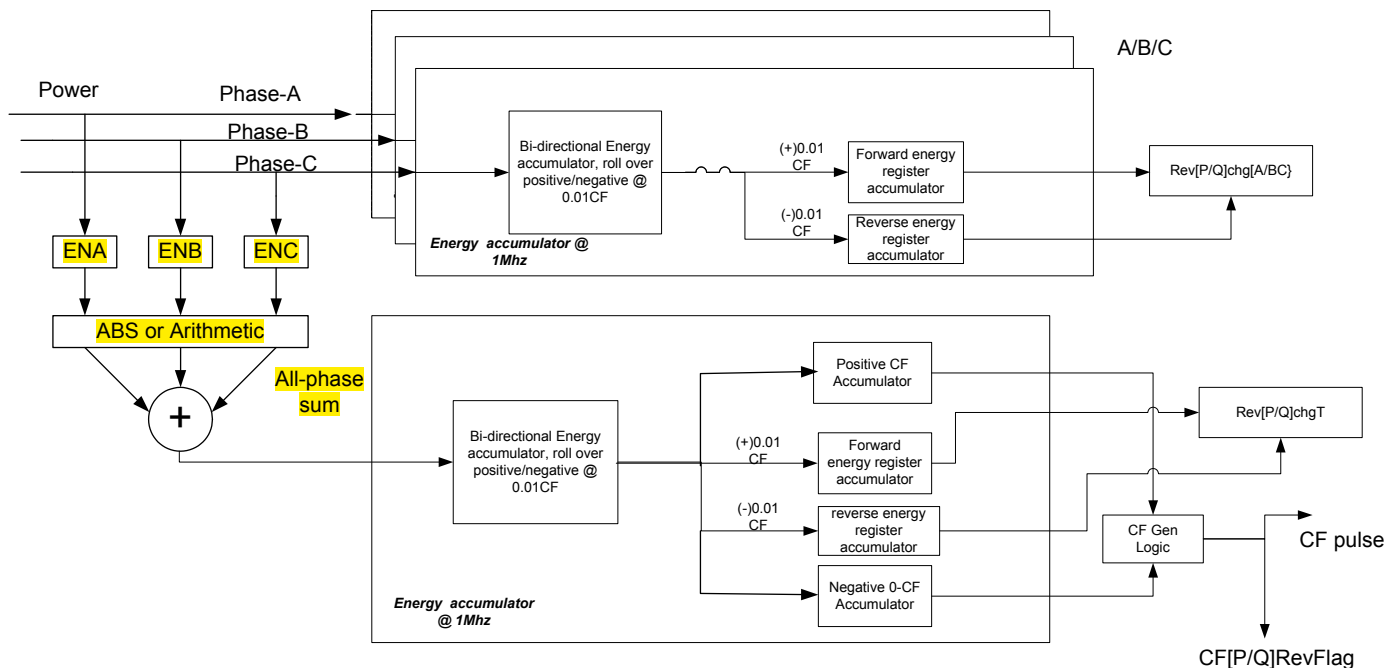 A/B/C
Power
Phase-A
Phase-B
Phase-C
Bi-directional Energy
accumulator, roll over
positive/negative @
0.01CF
(+)0.01
CF
Forward energy
register
accumulator
Rev[P/Q]chg[A/BC}
(-)0.01
CF
Reverse energy
register
accumulator
Energy accumulator @
1Mhz
ENA
ENB
ENC
ABS or Arithmetic
All-phase
sum
+
Bi-directional Energy
accumulator, roll over
positive/negative @
0.01CF
Positive CF
Accumulator
(+)0.01
CF
Forward
energy register
accumulator
Rev[P/Q]chgT
(-)0.01
CF
reverse energy
register
accumulator
CF Gen
Logic
CF pulse
Negative 0-CF
Accumulator
Energy accumulator
@ 1Mhz
CF[P/Q]RevFlag